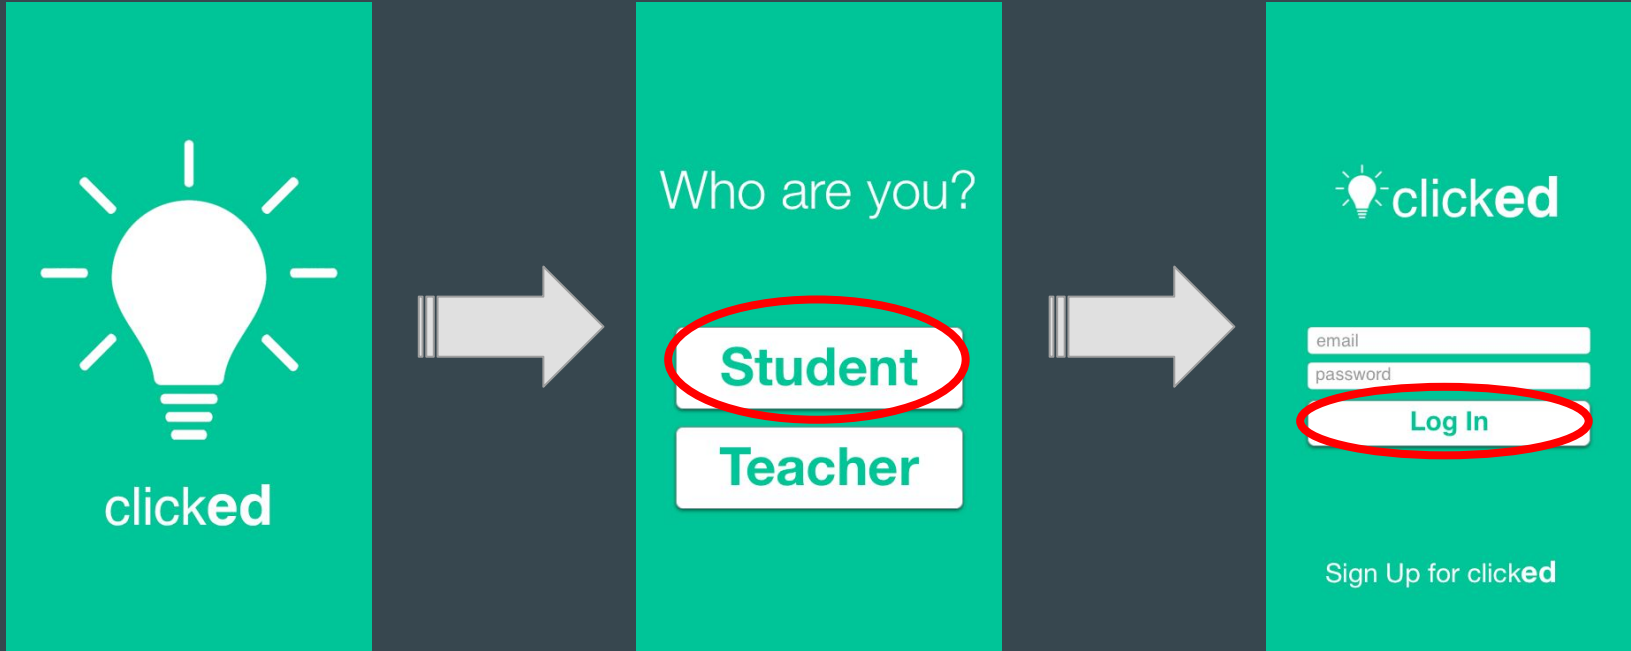 clicked
Who are you?
Student
Teacher
clicked
email
password
Log In
Sign Up for clicked